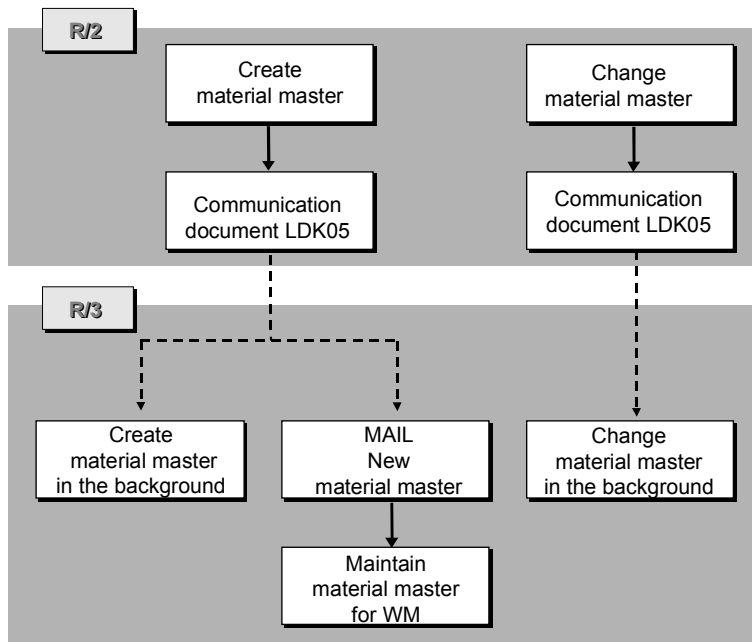 R/2
Create
material master
Change
material master
Communication
document LDK05
Communication
document LDK05
R/3
Create
material master
in the background
MAIL
New
material master
Change
material master
in the background
Maintain
material master
for WM